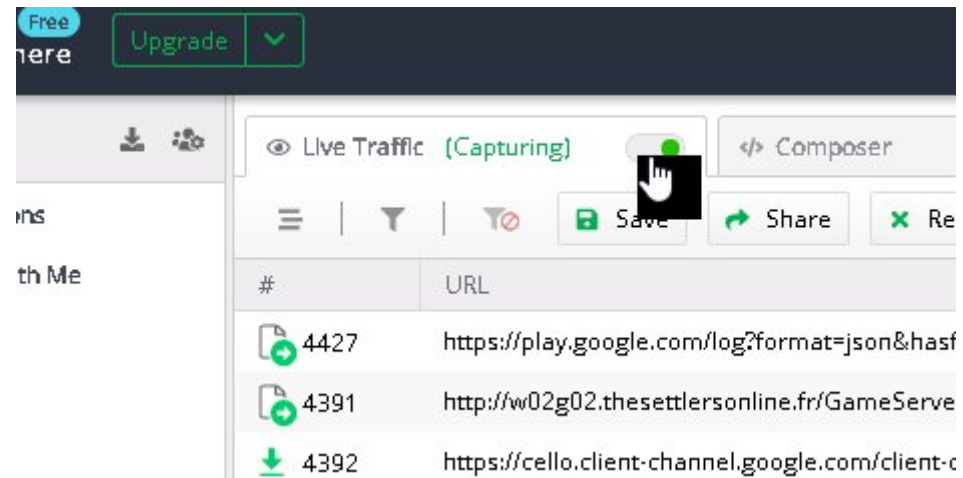 Free
here
Upgrade
Live Traffic (Capturing)
</> Composer
ons
Save
Share
Re
th Me
# URL
4427 https://play.google.com/log?format=json&hasf
4391 http://w02g02.thesettlersonline.fr/GameServe
4392 https://cello.client-channel.google.com/client-c